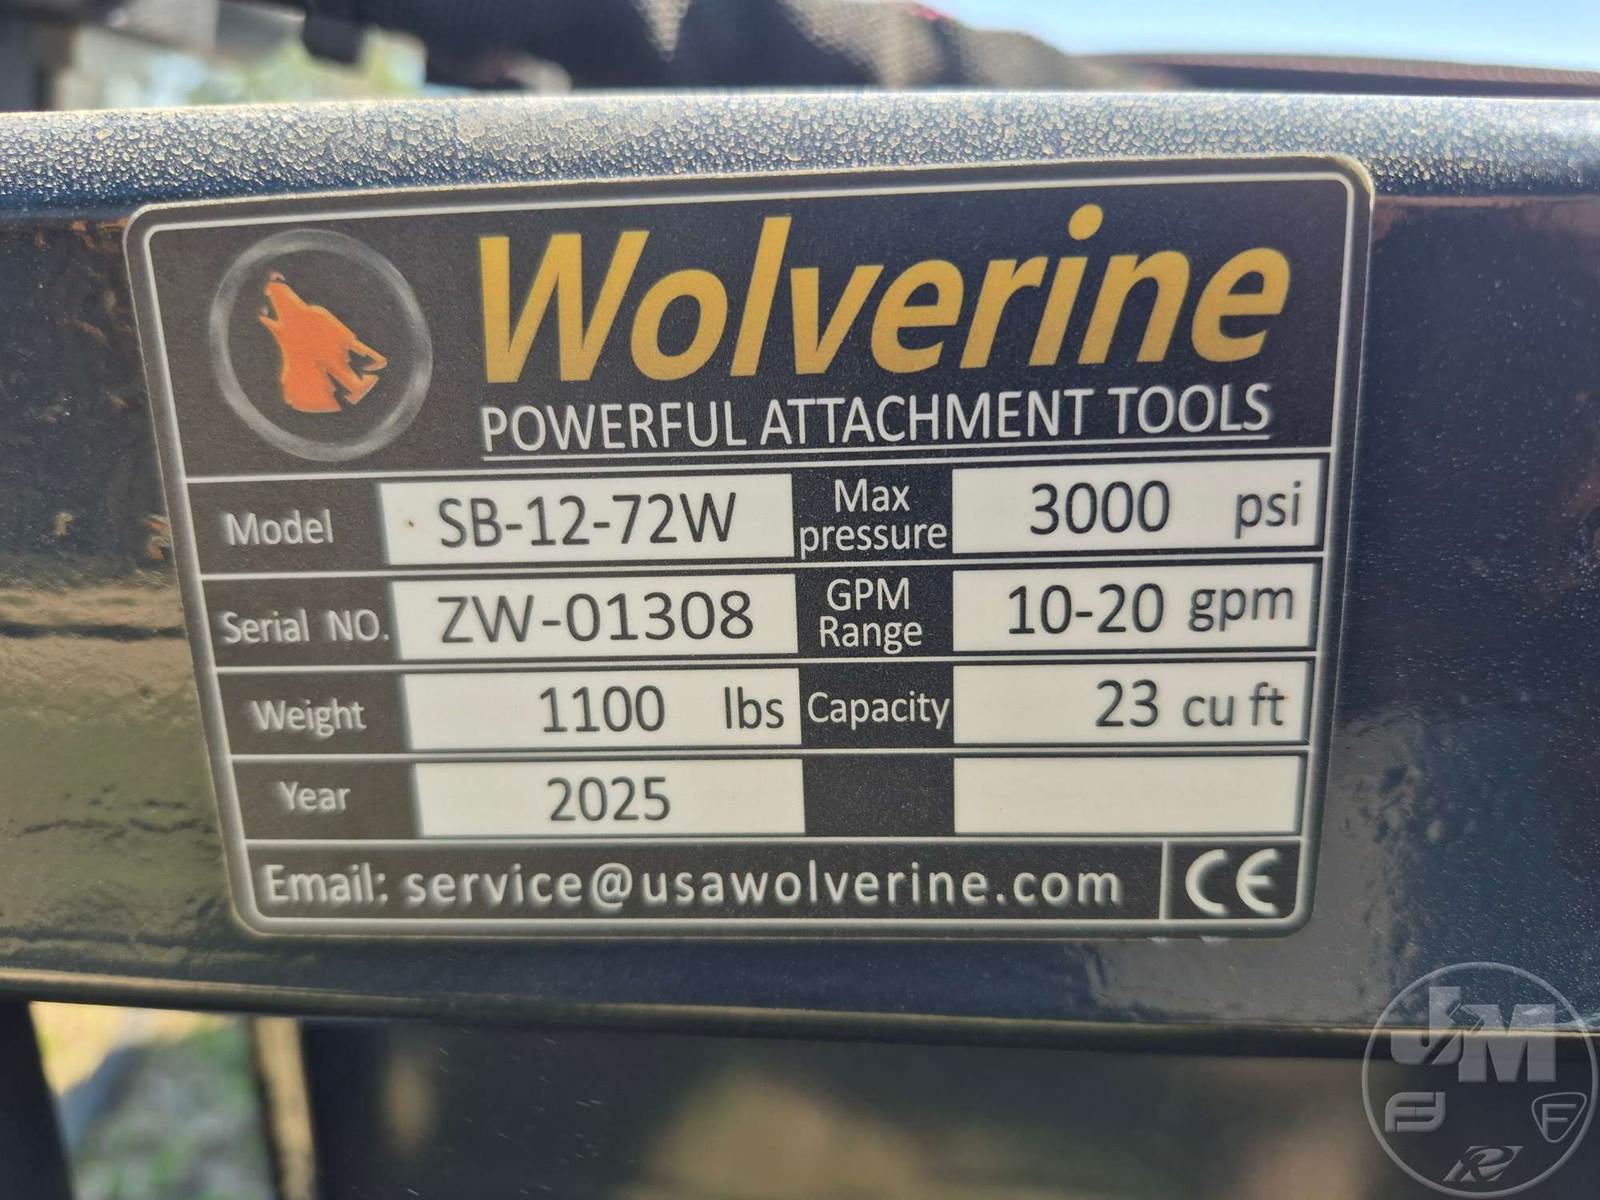 Wolverine
POWERFUL ATTACHMENT TOOLS
Model SB-12-72W Max pressure 3000 psi
Serial NO. ZW-01308 GPM Range 10-20 gpm
Weight 1100 lbs Capacity 23 cu ft
Year 2025
Email: service@usawolverine.com CE
JM